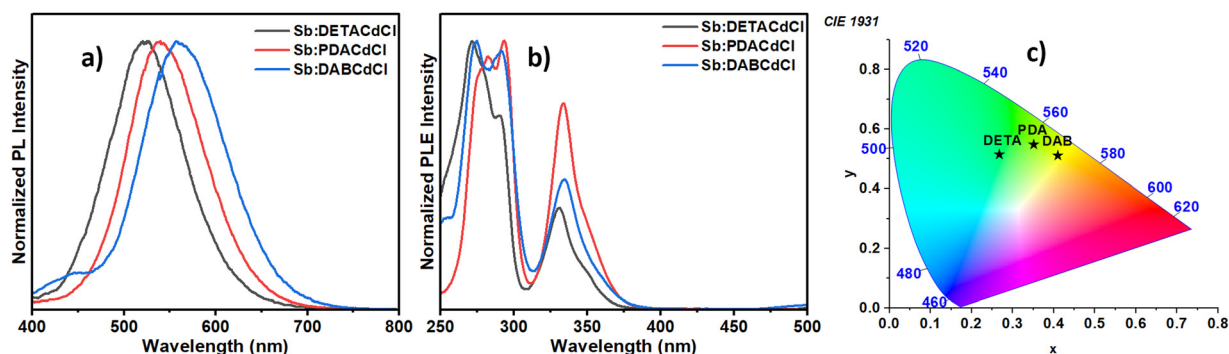 a)
Sb:DETACdCl
Sb:PDACdCl
Sb:DABCdCl
Normalized PL Intensity
400 500 600 700 800
Wavelength (nm)
b)
Sb:DETACdCl
Sb:PDACdCl
Sb:DABCdCl
Normalized PLE Intensity
250 300 350 400 450 500
Wavelength (nm)
CIE 1931
c)
0.8
0.6
0.4
0.2
0.0
y
520
540
560
500
580
600
620
480
460
PDA
DETA
DAB
0.0 0.1 0.2 0.3 0.4 0.5 0.6 0.7 0.8
x